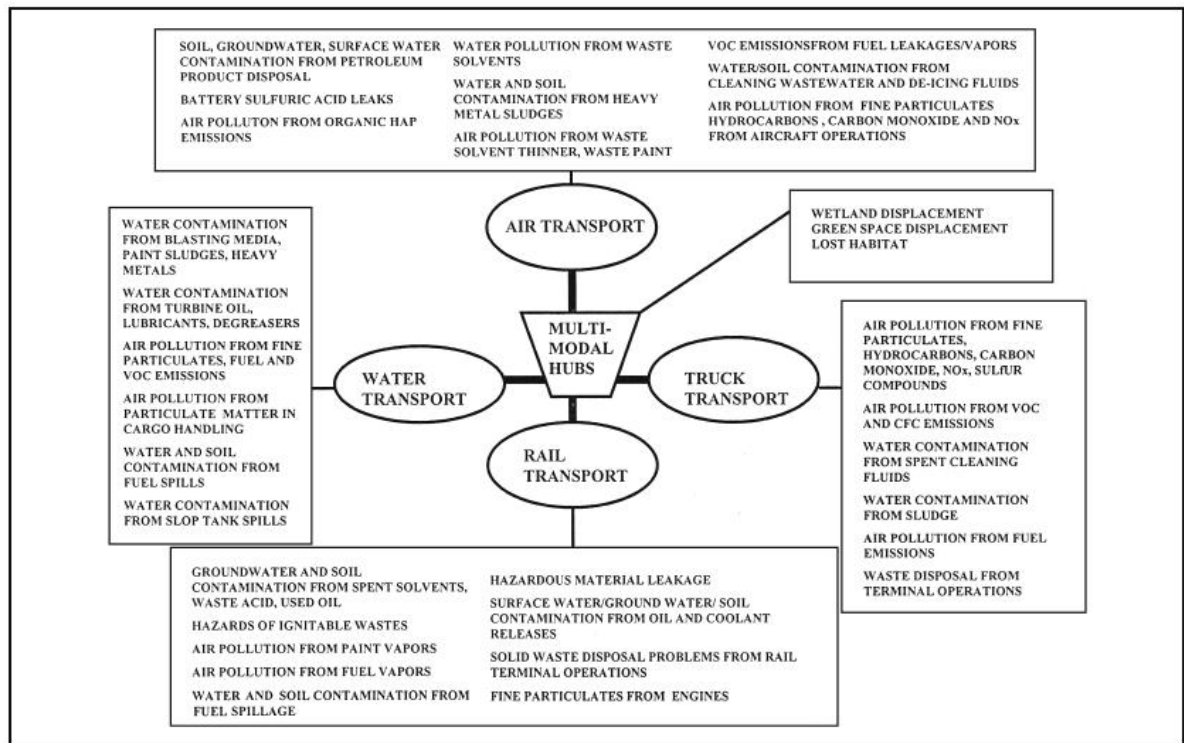 SOIL, GROUNDWATER, SURFACE WATER
CONTAMINATION FROM PETROLEUM
PRODUCT DISPOSAL
BATTERY SULFURIC ACID LEAKS
AIR POLLUTON FROM ORGANIC HAP
EMISSIONS
WATER POLLUTION FROM WASTE
SOLVENTS
WATER AND SOIL
CONTAMINATION FROM HEAVY
METAL SLUDGES
AIR POLLUTION FROM WASTE
SOLVENT THINNER, WASTE PAINT
VOC EMISSIONSFROM FUEL LEAKAGES/VAPORS
WATER/SOIL CONTAMINATION FROM
CLEANING WASTEWATER AND DE-ICING FLUIDS
AIR POLLUTION FROM FINE PARTICULATES
HYDROCARBONS , CARBON MONOXIDE AND NOx
FROM AIRCRAFT OPERATIONS
AIR TRANSPORT
WETLAND DISPLACEMENT
GREEN SPACE DISPLACEMENT
LOST HABITAT
WATER CONTAMINATION
FROM BLASTING MEDIA,
PAINT SLUDGES, HEAVY
METALS
WATER CONTAMINATION
FROM TURBINE OIL,
LUBRICANTS, DEGREASERS
AIR POLLUTION FROM FINE
PARTICULATES, FUEL AND
VOC EMISSIONS
AIR POLLUTION FROM
PARTICULATE MATTER IN
CARGO HANDLING
WATER AND SOIL
CONTAMINATION FROM
FUEL SPILLS
WATER CONTAMINATION
FROM SLOP TANK SPILLS
WATER
TRANSPORT
MULTI-
MODAL
HUBS
TRUCK
TRANSPORT
RAIL
TRANSPORT
AIR POLLUTION FROM FINE
PARTICULATES,
HYDROCARBONS, CARBON
MONOXIDE, NOx, SULfUR
COMPOUNDS
AIR POLLUTION FROM VOC
AND CFC EMISSIONS
WATER CONTAMINATION
FROM SPENT CLEANING
FLUIDS
WATER CONTAMINATION
FROM SLUDGE
AIR POLLUTION FROM FUEL
EMISSIONS
WASTE DISPOSAL FROM
TERMINAL OPERATIONS
GROUNDWATER AND SOIL
CONTAMINATION FROM SPENT SOLVENTS,
WASTE ACID, USED OIL
HAZARDS OF IGNITABLE WASTES
AIR POLLUTION FROM PAINT VAPORS
AIR POLLUTION FROM FUEL VAPORS
WATER AND SOIL CONTAMINATION FROM
FUEL SPILLAGE
HAZARDOUS MATERIAL LEAKAGE
SURFACE WATER/GROUND WATER/ SOIL
CONTAMINATION FROM OIL AND COOLANT
RELEASES
SOLID WASTE DISPOSAL PROBLEMS FROM RAIL
TERMINAL OPERATIONS
FINE PARTICULATES FROM ENGINES